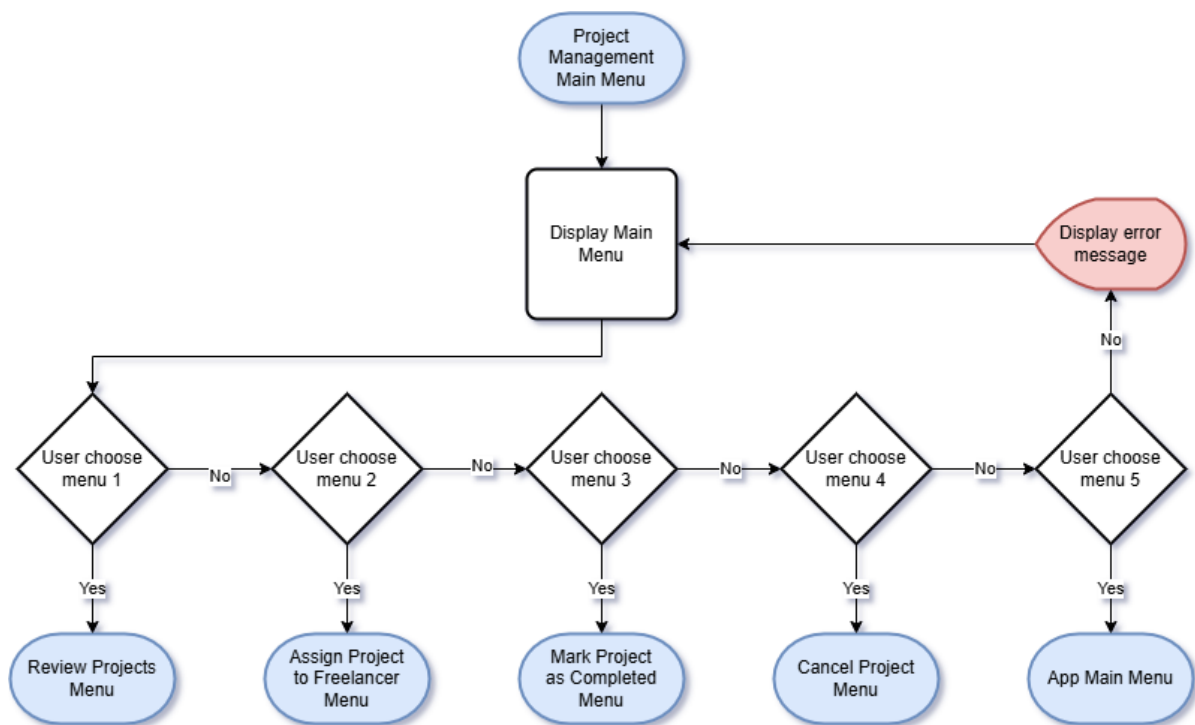 Project
Management
Main Menu
Display Main
Menu
Display error
message
No
User choose
menu 1
No
User choose
menu 2
No
User choose
menu 3
No
User choose
menu 4
No
User choose
menu 5
Yes
Yes
Yes
Yes
Yes
Review Projects
Menu
Assign Project
to Freelancer
Menu
Mark Project
as Completed
Menu
Cancel Project
Menu
App Main Menu